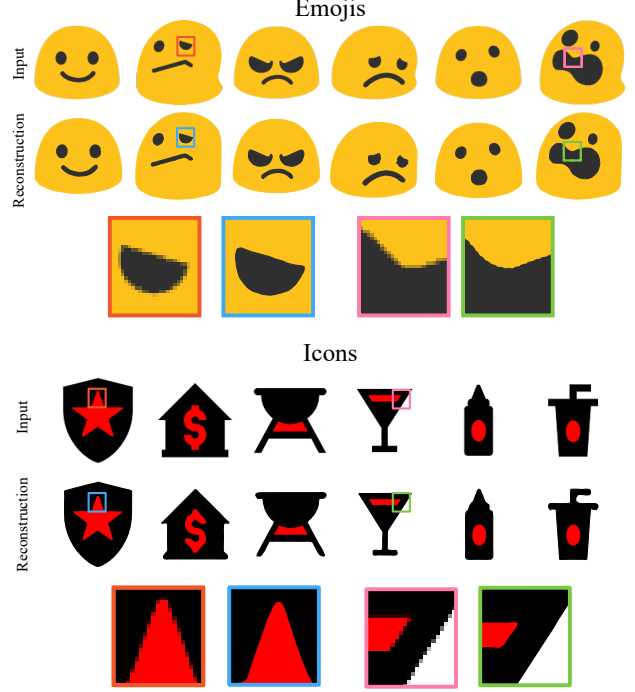 Emojis
Input
Reconstruction
Icons
Input
$
Reconstruction
$